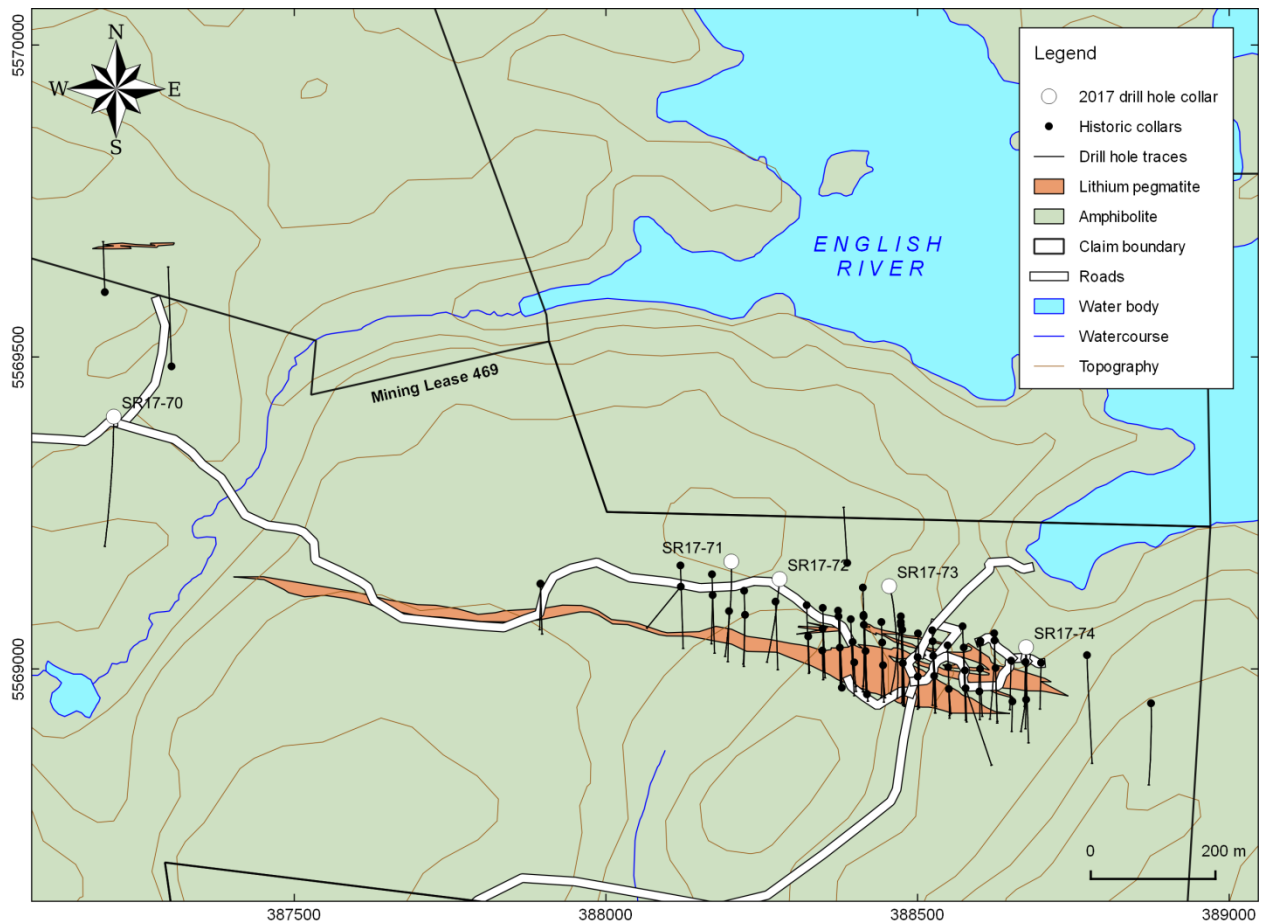 N
W
E
S
5570000
5569500
5569000
Legend
2017 drill hole collar
Historic collars
Drill hole traces
Lithium pegmatite
Amphibolite
Claim boundary
Roads
Water body
Watercourse
Topography
ENGLISH
RIVER
Mining Lease 469
SR17-70
SR17-71
SR17-72
SR17-73
SR17-74
0
200 m
387500
388000
388500
389000